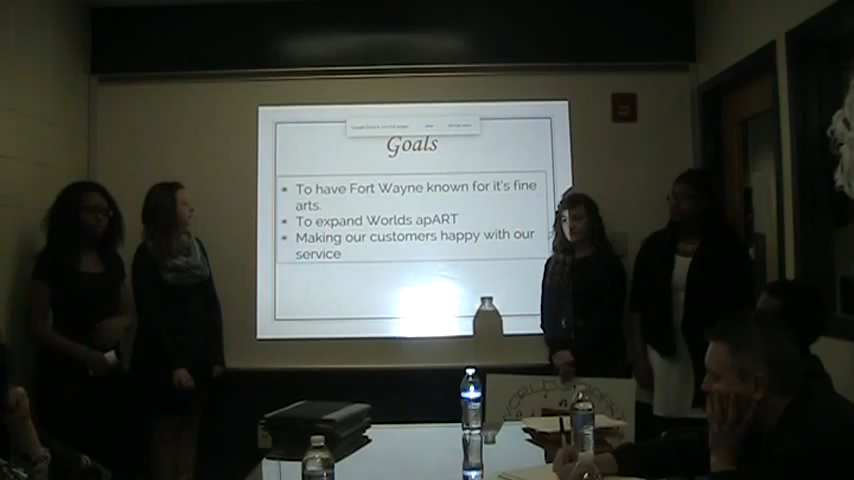 Goals
To have Fort Wayne known for it's fine
arts.
To expand Worlds apART
Making our customers happy with our
service